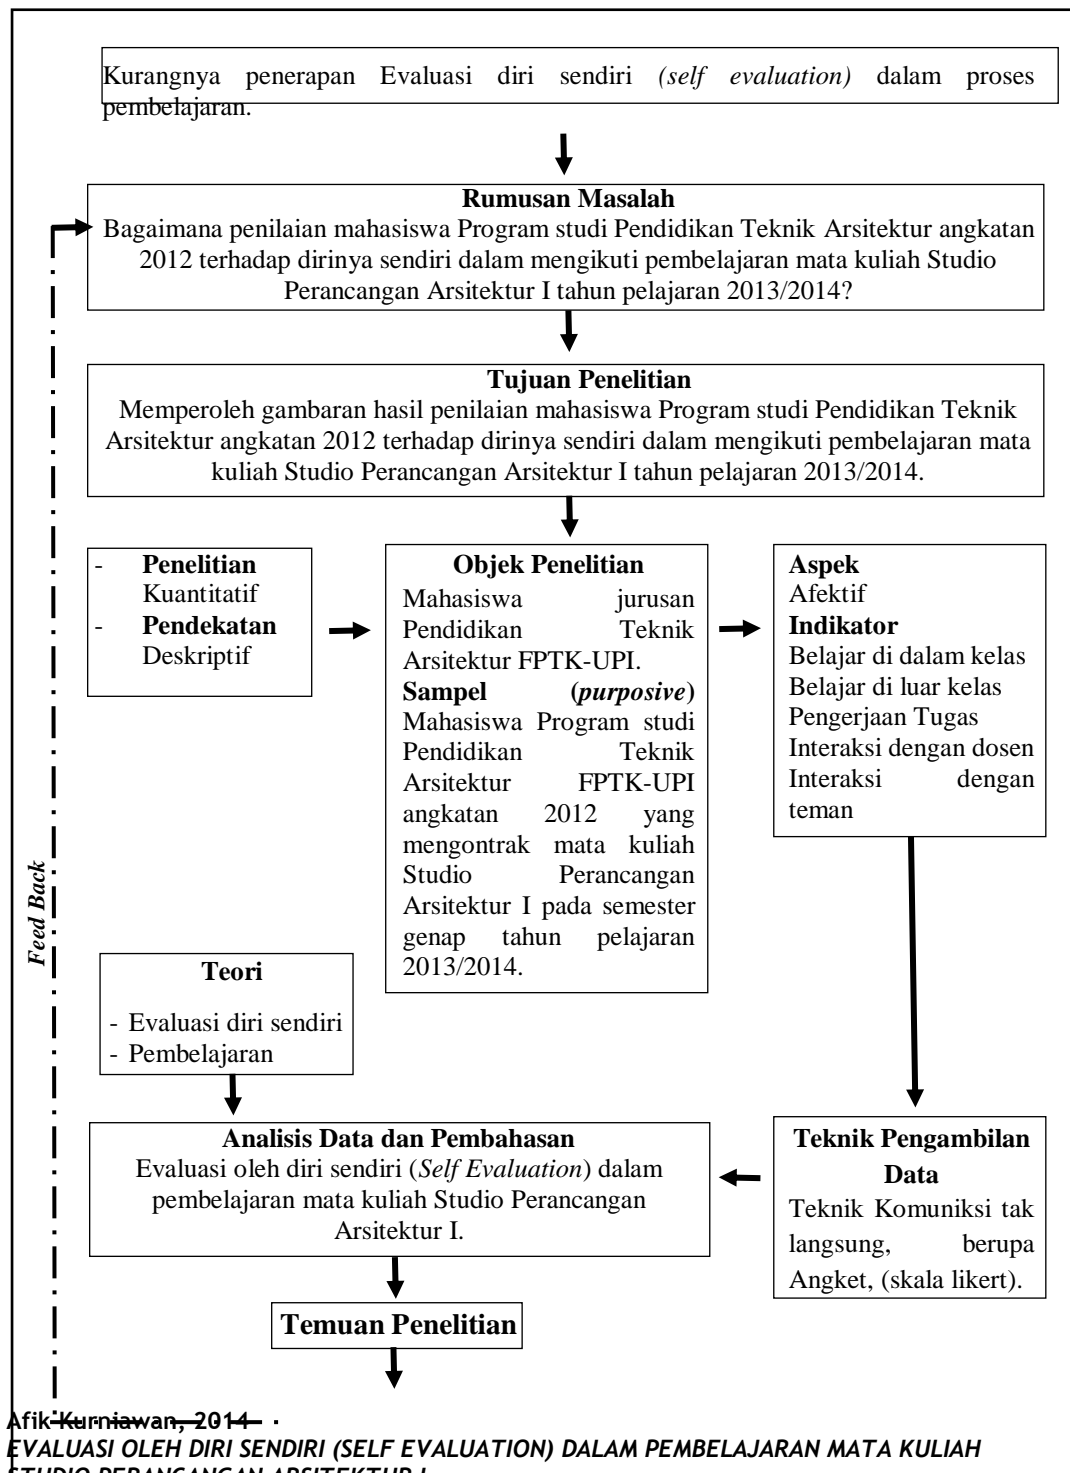 Kurangnya penerapan Evaluasi diri sendiri (self evaluation) dalam proses
pembelajaran.
Rumusan Masalah
Bagaimana penilaian mahasiswa Program studi Pendidikan Teknik Arsitektur angkatan
2012 terhadap dirinya sendiri dalam mengikuti pembelajaran mata kuliah Studio
Perancangan Arsitektur I tahun pelajaran 2013/2014?
Tujuan Penelitian
Memperoleh gambaran hasil penilaian mahasiswa Program studi Pendidikan Teknik
Arsitektur angkatan 2012 terhadap dirinya sendiri dalam mengikuti pembelajaran mata
kuliah Studio Perancangan Arsitektur I tahun pelajaran 2013/2014.
- Penelitian
Kuantitatif
- Pendekatan
Deskriptif
Objek Penelitian
Mahasiswa jurusan
Pendidikan Teknik
Arsitektur FPTK-UPI.
Sampel (purposive)
Mahasiswa Program studi
Pendidikan Teknik
Arsitektur FPTK-UPI
angkatan 2012 yang
mengontrak mata kuliah
Studio Perancangan
Arsitektur I pada semester
genap tahun pelajaran
2013/2014.
Aspek
Afektif
Indikator
Belajar di dalam kelas
Belajar di luar kelas
Pengerjaan Tugas
Interaksi dengan dosen
Interaksi dengan
teman
Feed Back
Teori
- Evaluasi diri sendiri
- Pembelajaran
Analisis Data dan Pembahasan
Evaluasi oleh diri sendiri (Self Evaluation) dalam
pembelajaran mata kuliah Studio Perancangan
Arsitektur I.
Teknik Pengambilan
Data
Teknik Komuniksi tak
langsung, berupa
Angket, (skala likert).
Temuan Penelitian
Afik Kurniawan, 2014
EVALUASI OLEH DIRI SENDIRI (SELF EVALUATION) DALAM PEMBELAJARAN MATA KULIAH
STUDIO PERANCANGAN ARSITEKTUR I